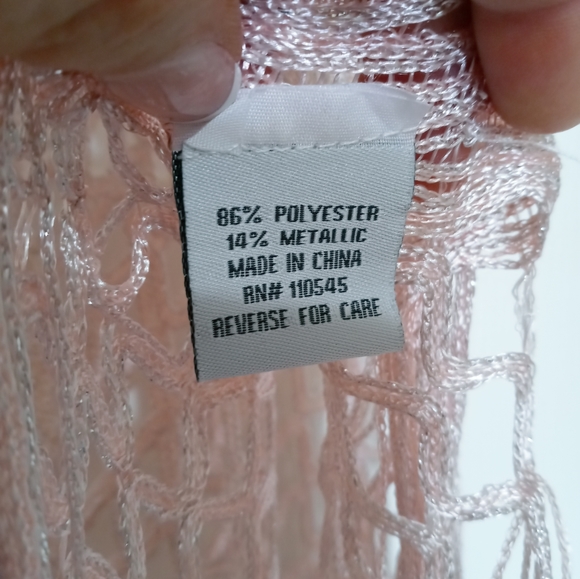 86% POLYESTER
14% METALLIC
MADE IN CHINA
RN# 110545
REVERSE FOR CARE